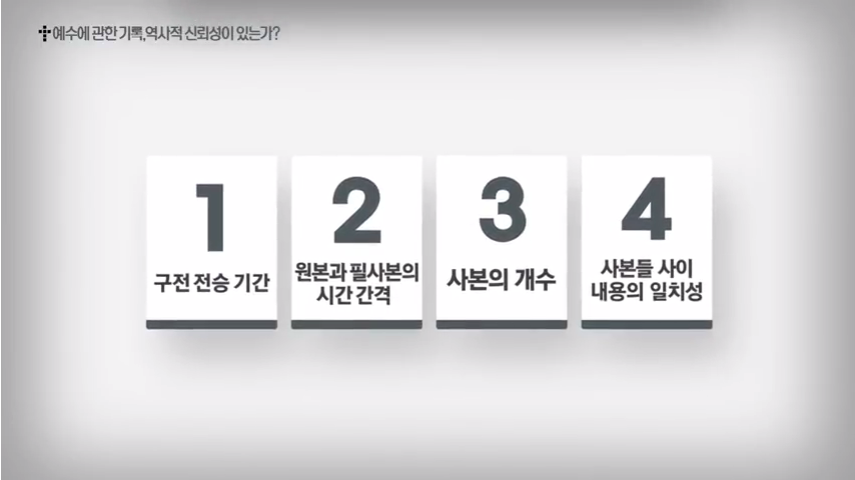 예수에 관한 기록,역사적 신뢰성이 있는가?
1
구전 전승 기간
2
원본과 필사본의
시간 간격
3
사본의 개수
4
사본들 사이
내용의 일치성